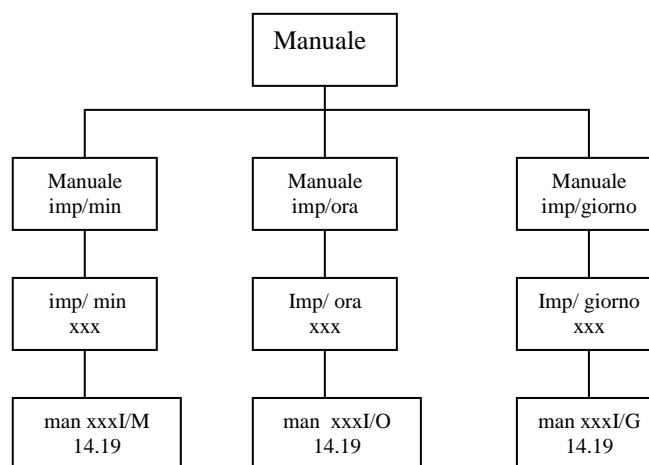 Manuale
Manuale
imp/min
Manuale
imp/ora
Manuale
imp/giorno
imp/ min
xxx
Imp/ ora
xxx
Imp/ giorno
xxx
man xxxI/M
14.19
man  xxxI/O
14.19
man xxxI/G
14.19